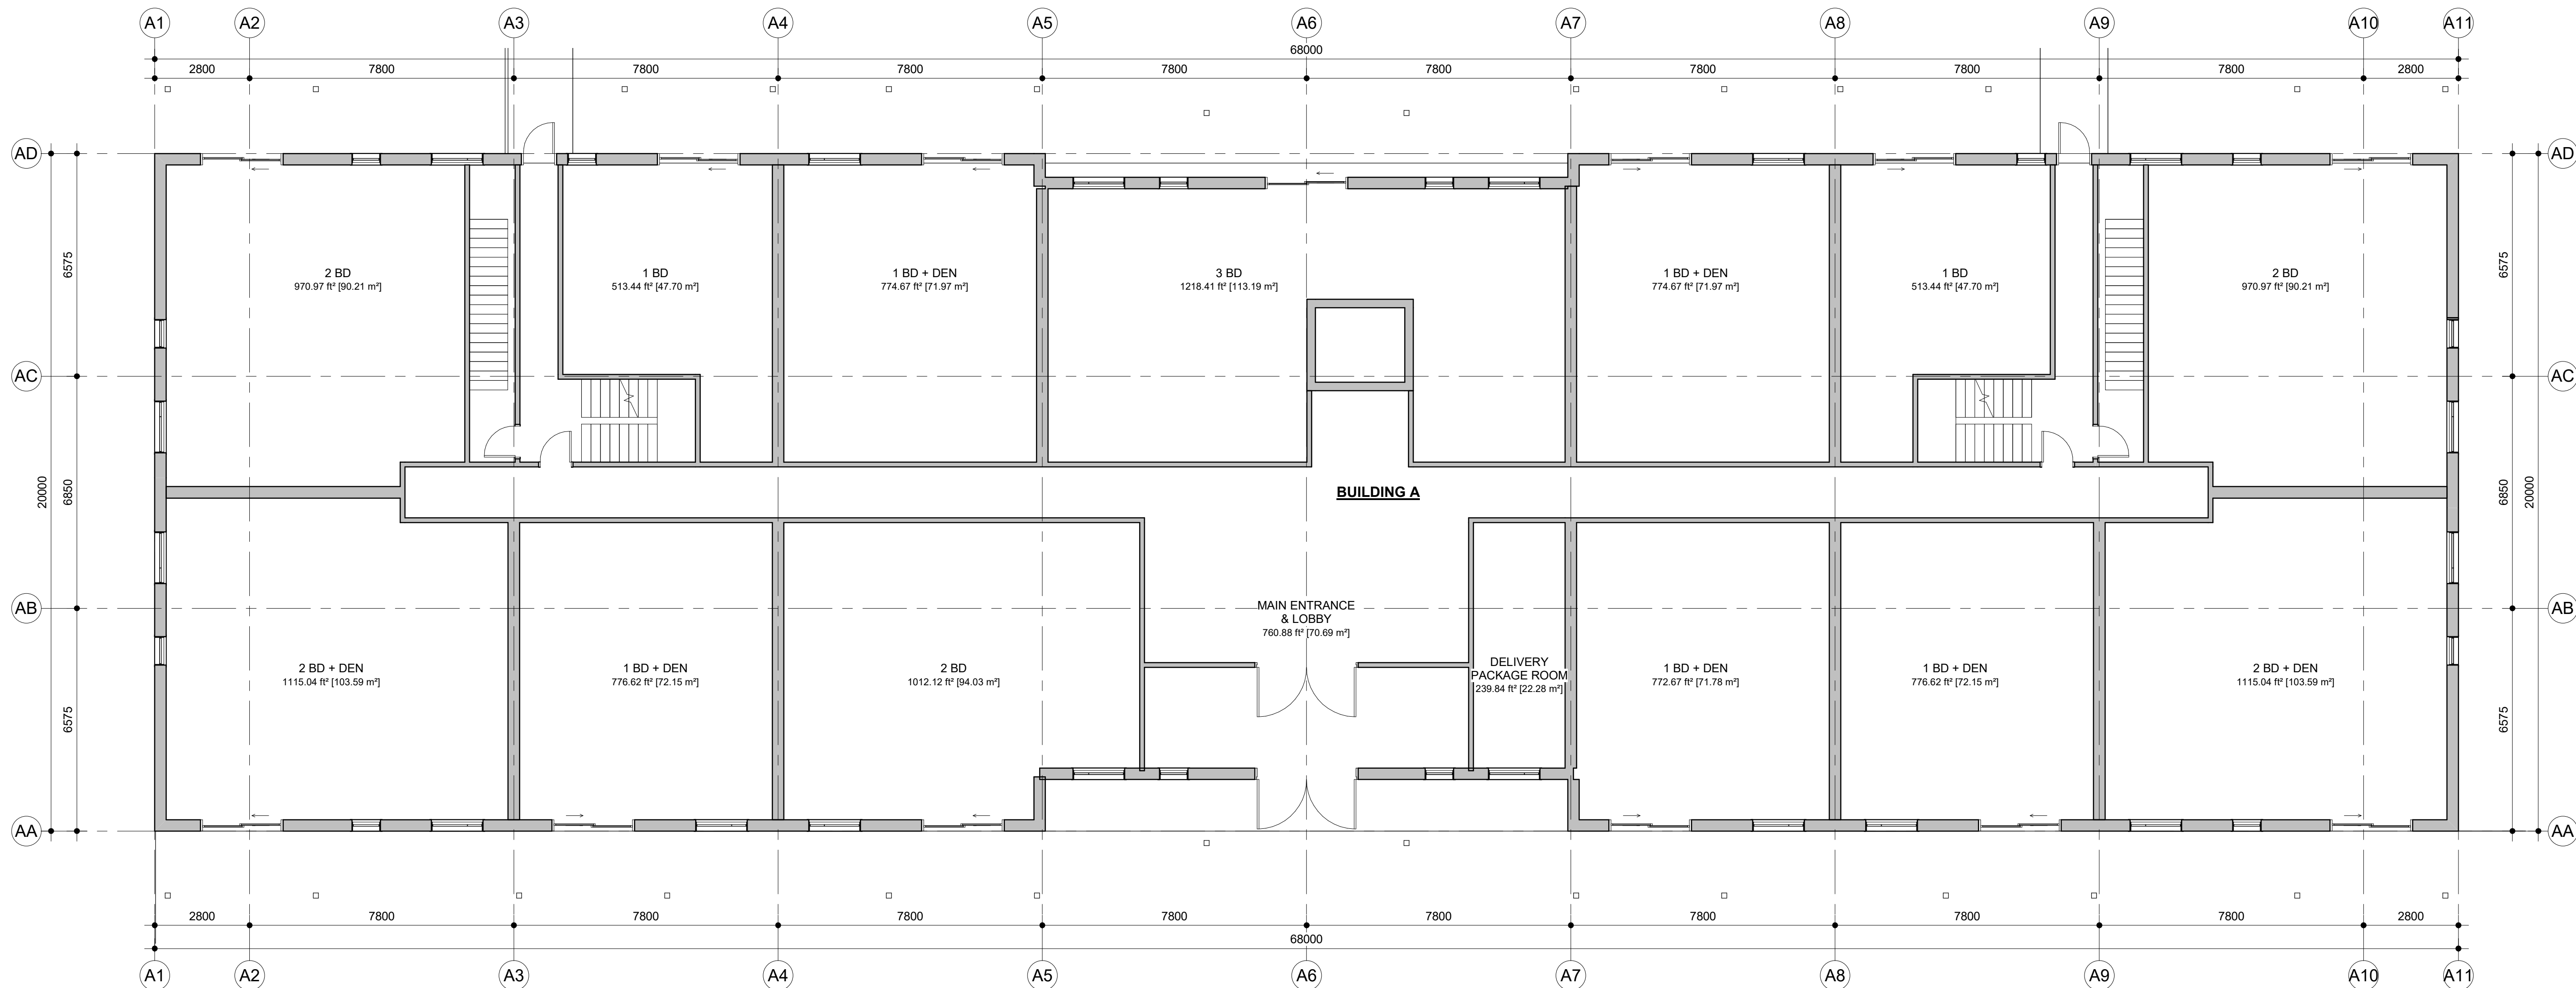 A1 A2 A3 A4 A5 A6 A7 A8 A9 A10 A11
68000
2800 7800 7800 7800 7800 7800 7800 7800 7800 2800
AD AD
6575 6575
2 BD
970.97 ft² [90.21 m²]
1 BD
513.44 ft² [47.70 m²]
1 BD + DEN
774.67 ft² [71.97 m²]
3 BD
1218.41 ft² [113.19 m²]
1 BD + DEN
774.67 ft² [71.97 m²]
1 BD
513.44 ft² [47.70 m²]
2 BD
970.97 ft² [90.21 m²]
AC AC
20000 6850 6850 20000
BUILDING A
AB AB
MAIN ENTRANCE
& LOBBY
760.88 ft² [70.69 m²]
2 BD + DEN
1115.04 ft² [103.59 m²]
1 BD + DEN
776.62 ft² [72.15 m²]
2 BD
1012.12 ft² [94.03 m²]
DELIVERY
PACKAGE ROOM
239.84 ft² [22.28 m²]
1 BD + DEN
772.67 ft² [71.78 m²]
1 BD + DEN
776.62 ft² [72.15 m²]
2 BD + DEN
1115.04 ft² [103.59 m²]
6575 6575
AA AA
2800 7800 7800 7800 7800 7800 7800 7800 7800 2800
68000
A1 A2 A3 A4 A5 A6 A7 A8 A9 A10 A11